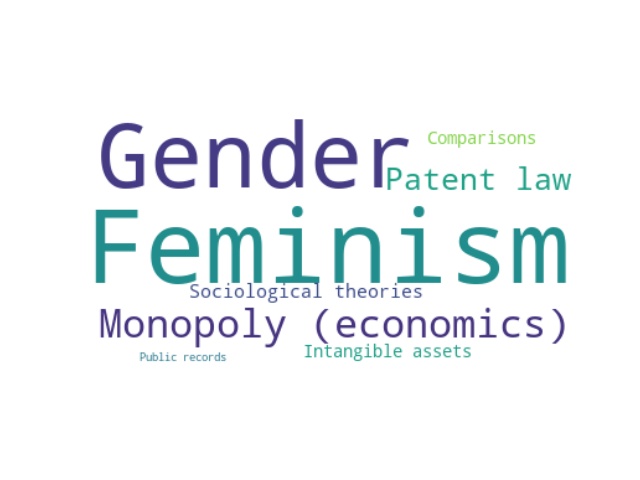 Gender
Comparisons
Patent law
Feminism
Sociological theories
Monopoly (economics)
Intangible assets
Public records